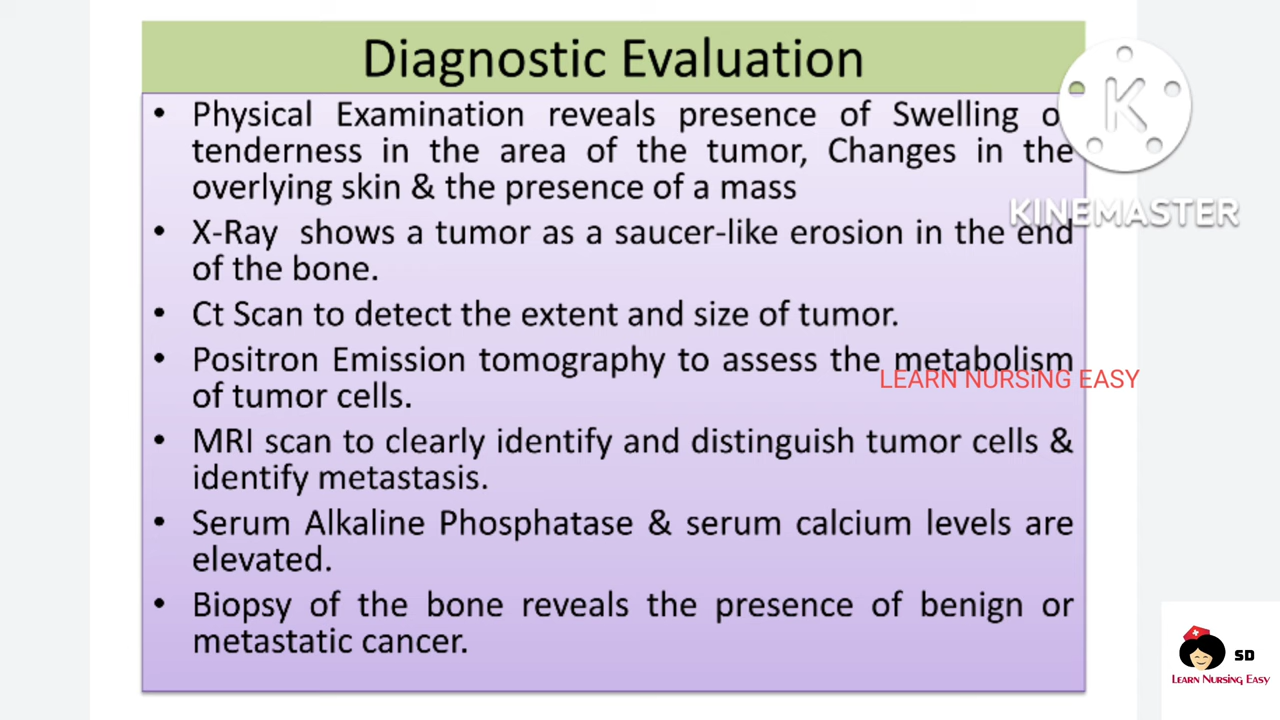 Diagnostic Evaluation
• Physical Examination reveals presence of Swelling
tenderness in the area of the tumor, Changes in the
overlying skin & the presence of a mass
• X-Ray shows a tumor as a saucer-like erosion in the end
of the bone.
• Ct Scan to detect the extent and size of tumor.
• Positron Emission tomography to assess the metabolism
of tumor cells.
• MRI scan to clearly identify and distinguish tumor cells &
identify metastasis.
• Serum Alkaline Phosphatase & serum calcium levels are
elevated.
• Biopsy of the bone reveals the presence of benign or
metastatic cancer.
K
KINEMASTER
LEARN NURSiNG EASY
SD
LEARN NURSING EASY